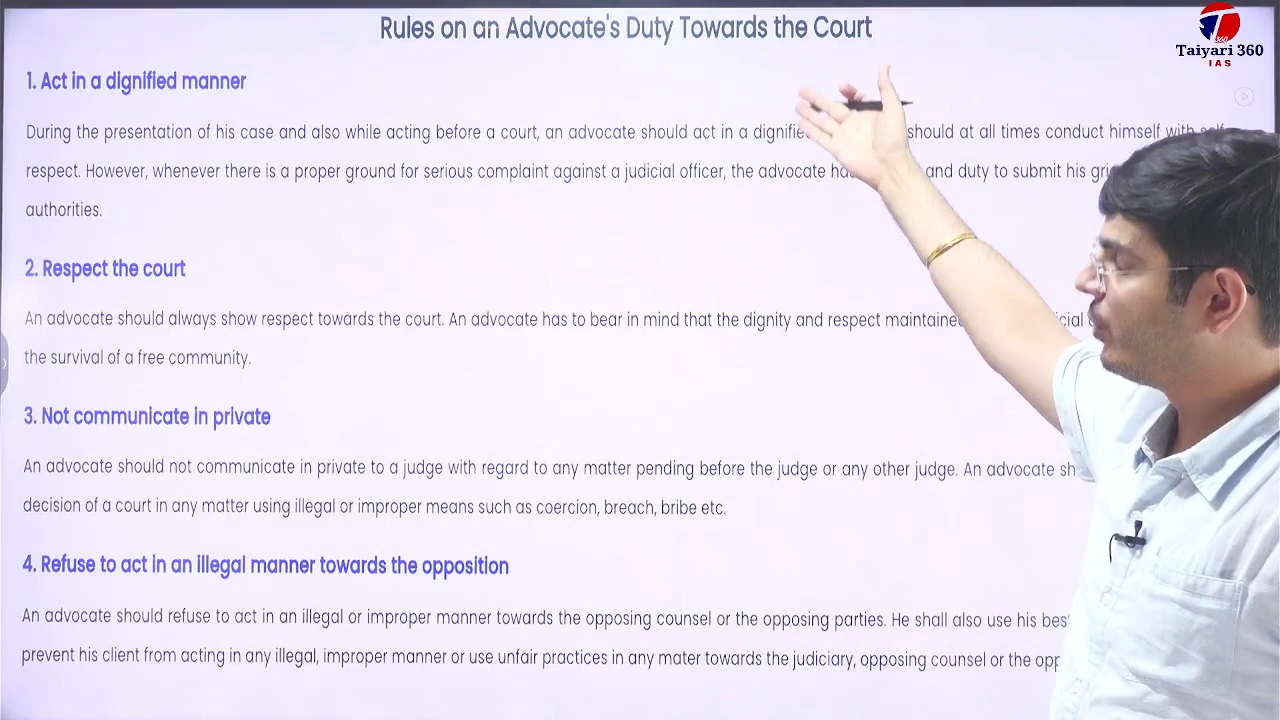 Rules on an Advocate's Duty Towards the Court
Taiyari 360
IAS
1. Act in a dignified manner
During the presentation of his case and also while acting before a court, an advocate should act in a should at all times conduct himself with
respect. However, whenever there is a proper ground for serious complaint against a judicial officer, the advocate and duty to submit his
authorities.
2. Respect the court
An advocate should always show respect towards the court. An advocate has to bear in mind that the dignity and respect
the survival of a free community.
3. Not communicate in private
An advocate should not communicate in private to a judge with regard to any matter pending before the judge or any other judge. An advocate
decision of a court in any matter using illegal or improper means such as coercion, breach, bribe etc.
4. Refuse to act in an illegal manner towards the opposition
An advocate should refuse to act in an illegal or improper manner towards the opposing counsel or the opposing parties. He shall also use his
prevent his client from acting in any illegal, improper manner or use unfair practices in any mater towards the judiciary, opposing counsel or the